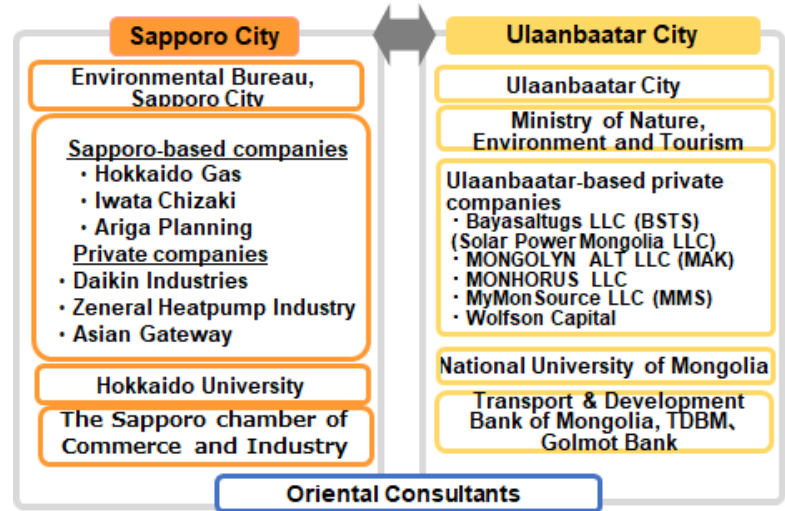 Sapporo City
Environmental Bureau,
Sapporo City
Sapporo-based companies
・Hokkaido Gas
・Iwata Chizaki
・Ariga Planning
Private companies
・Daikin Industries
・Zeneral Heatpump Industry
・Asian Gateway
Hokkaido University
The Sapporo chamber of
Commerce and Industry
Ulaanbaatar City
Ulaanbaatar City
Ministry of Nature,
Environment and Tourism
Ulaanbaatar-based private
companies
・Bayasaltugs LLC (BSTS)
(Solar Power Mongolia LLC)
・MONGOLYN ALT LLC (MAK)
・MONHORUS LLC
・MyMonSource LLC (MMS)
・Wolfson Capital
National University of Mongolia
Transport & Development
Bank of Mongolia, TDBM、
Golmot Bank
Oriental Consultants